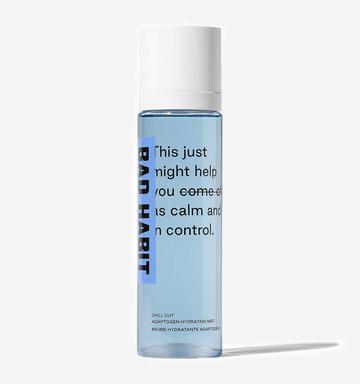 BAD HABIT
This just
might help
you come o
as calm and
in control.
CHILL OUT
ADAPTOGEN HYDRATING MIST
BRUME HYDRATANTE ADAPTOGÈNE